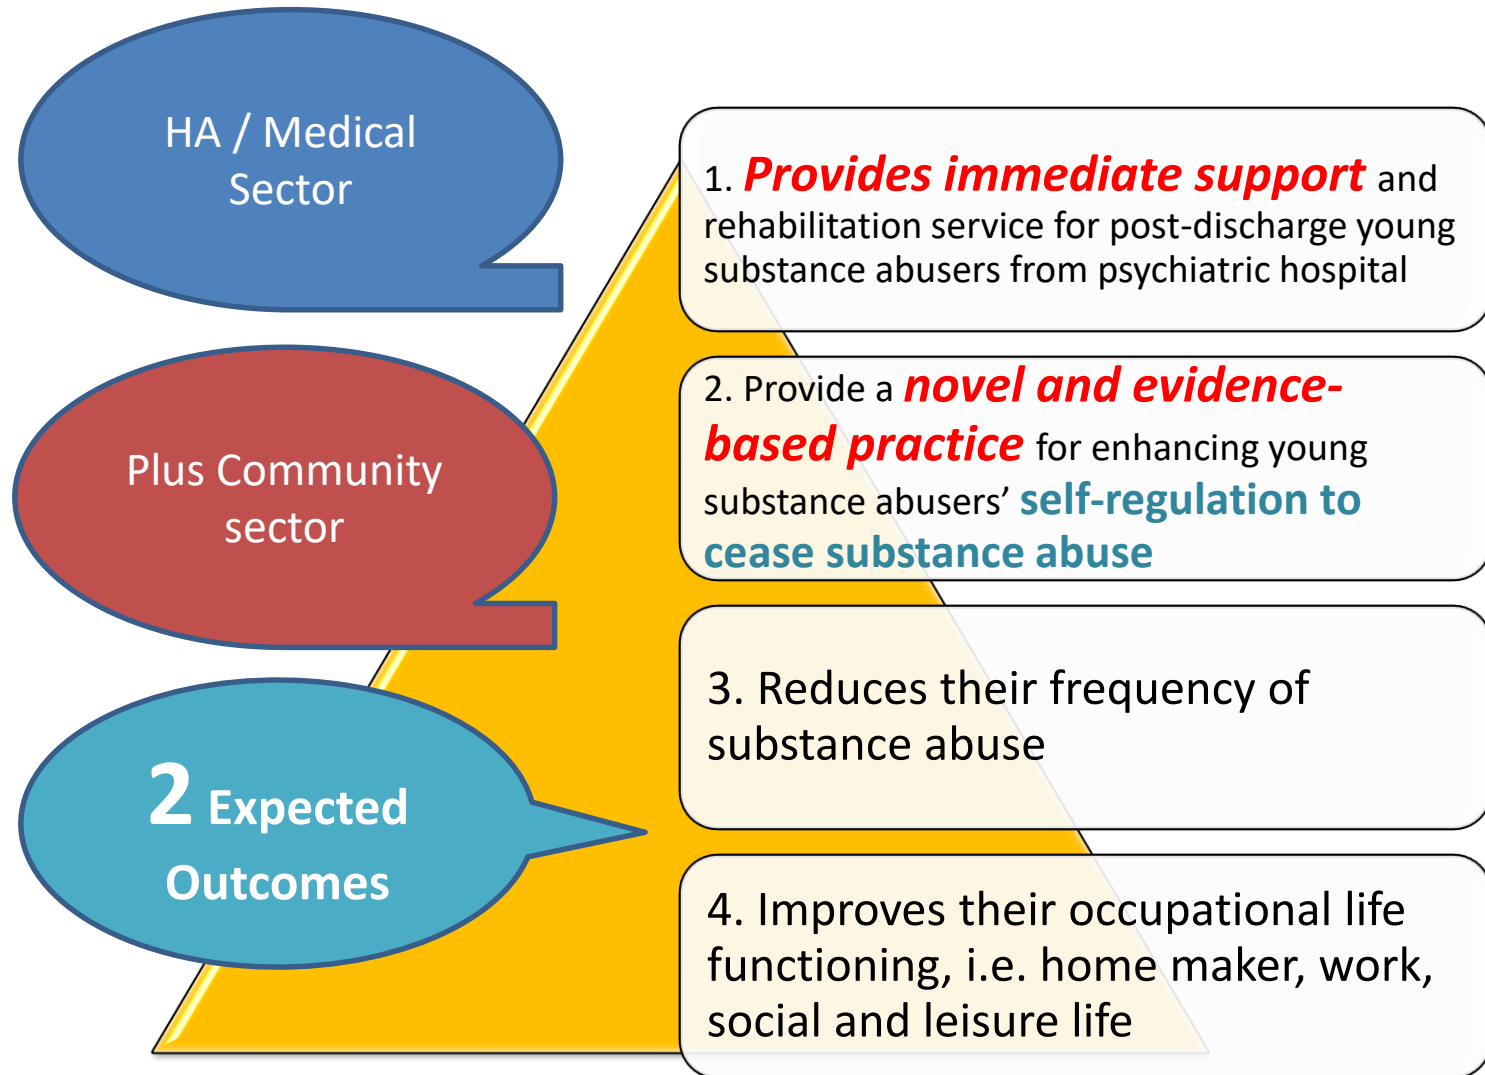 HA / Medical
Sector
1. Provides immediate support and
rehabilitation service for post-discharge young
substance abusers from psychiatric hospital
Plus Community
sector
2. Provide a novel and evidence-
based practice for enhancing young
substance abusers’ self-regulation to
cease substance abuse
2 Expected
Outcomes
3. Reduces their frequency of
substance abuse
4. Improves their occupational life
functioning, i.e. home maker, work,
social and leisure life